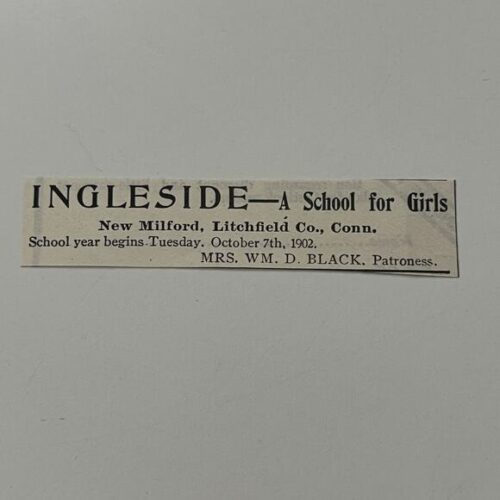 INGLESIDE—A School for Girls
New Milford, Litchfield Co., Conn.
School year begins Tuesday. October 7th, 1902.
MRS. WM. D. BLACK, Patroness.